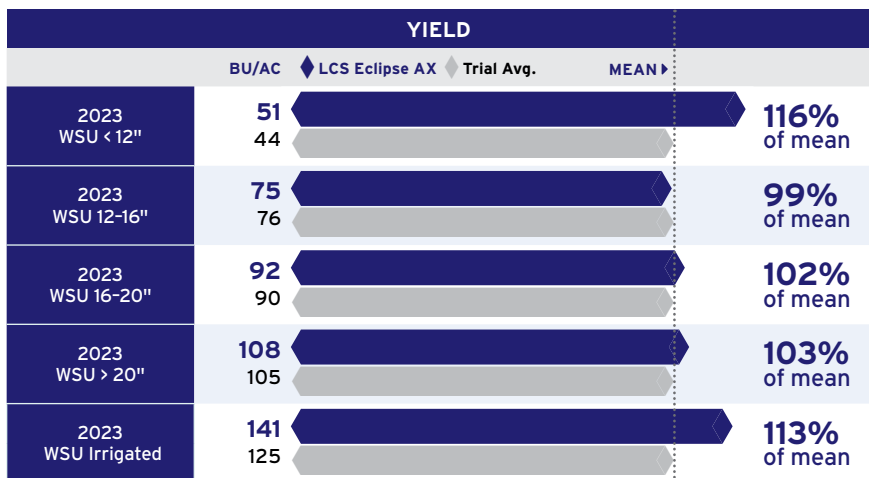 YIELD
BU/AC LCS Eclipse AX Trial Avg. MEAN
2023
WSU < 12"
51
44
116%
of mean
2023
WSU 12-16"
75
76
99%
of mean
2023
WSU 16-20"
92
90
102%
of mean
2023
WSU > 20"
108
105
103%
of mean
2023
WSU Irrigated
141
125
113%
of mean